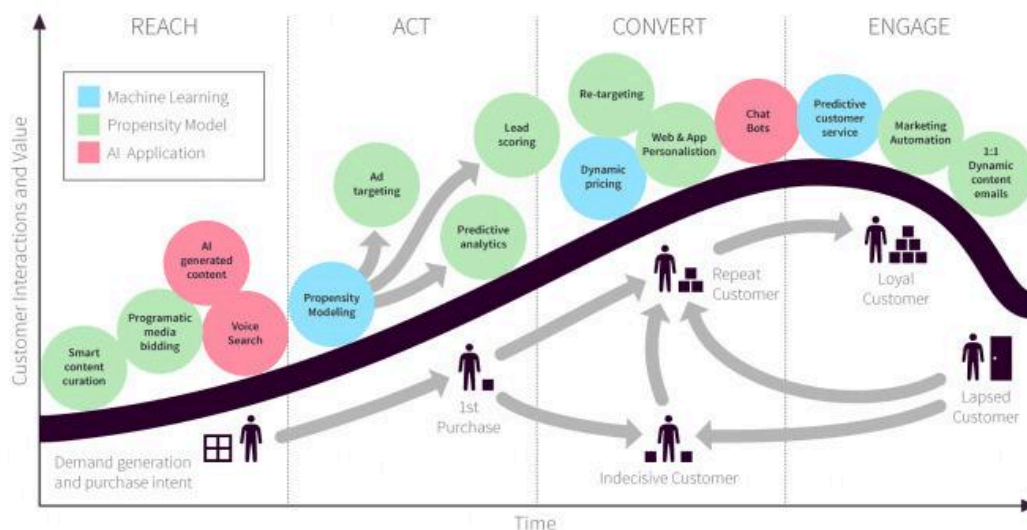 REACH
ACT
CONVERT
ENGAGE
Machine Learning
Propensity Model
AI Application
Customer Interactions and Value
Smart
content
curation
Programatic
media
bidding
AI
generated
content
Voice
Search
Propensity
Modeling
Ad
targeting
Lead
scoring
Predictive
analytics
Re-targeting
Dynamic
pricing
Web & App
Personalistion
Chat
Bots
Predictive
customer
service
Marketing
Automation
1:1
Dynamic
content
emails
Demand generation
and purchase intent
1st
Purchase
Repeat
Customer
Indecisive Customer
Loyal
Customer
Lapsed
Customer
Time